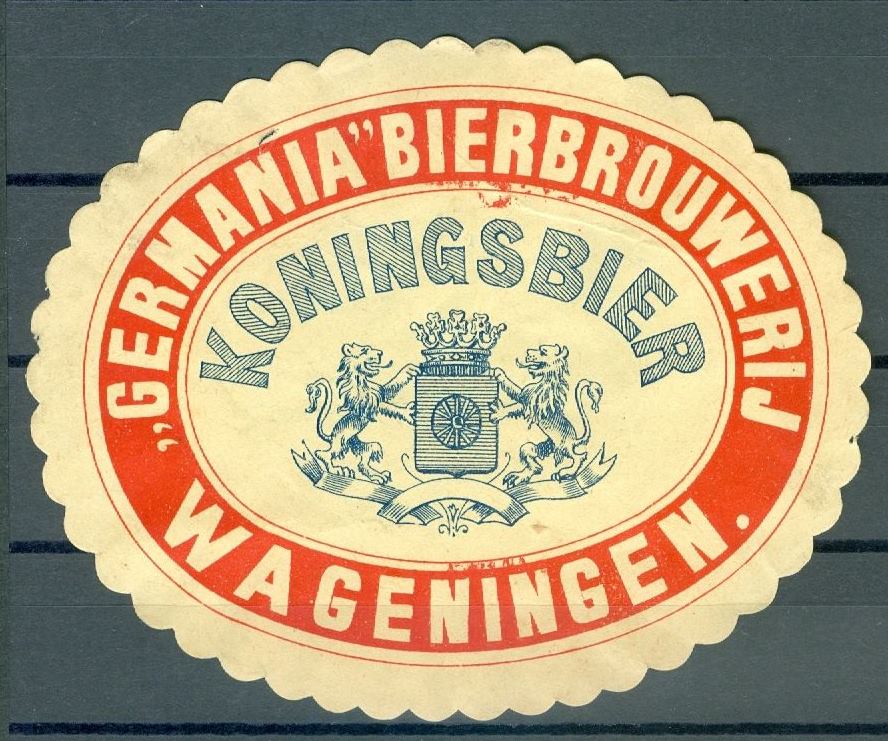 „GERMANIA” BIERBROUWERIJ
KONINGSBIER
WAGENINGEN.